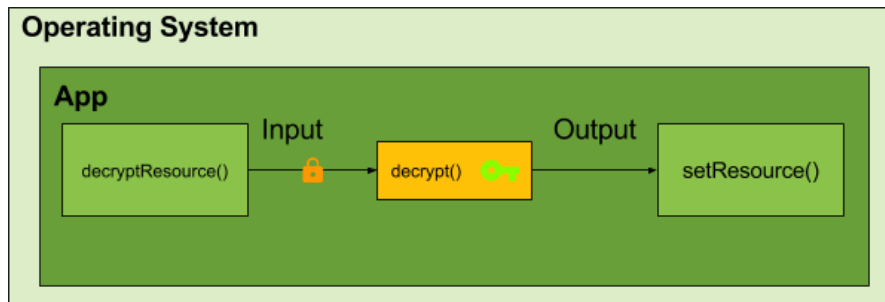 Operating System
App
Input
Output
decryptResource()
decrypt()
setResource()